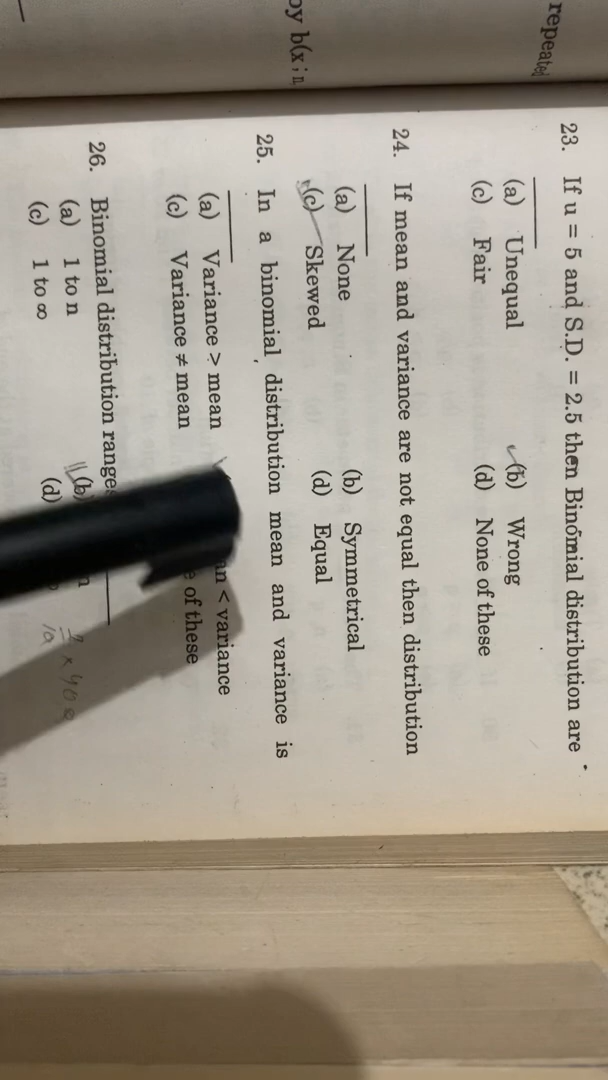 repeated
by b(x ; n,
23. If u = 5 and S.D. = 2.5 then Binomial distribution are
(a) Unequal (b) Wrong
(c) Fair (d) None of these
24. If mean and variance are not equal then distribution
(a) None (b) Symmetrical
(c) Skewed (d) Equal
25. In a binomial distribution mean and variance is
(a) Variance > mean < variance
(c) Variance ≠ mean of these
26. Binomial distribution ranges
(a) 1 to n (b) n
(c) 1 to ∞ (d)